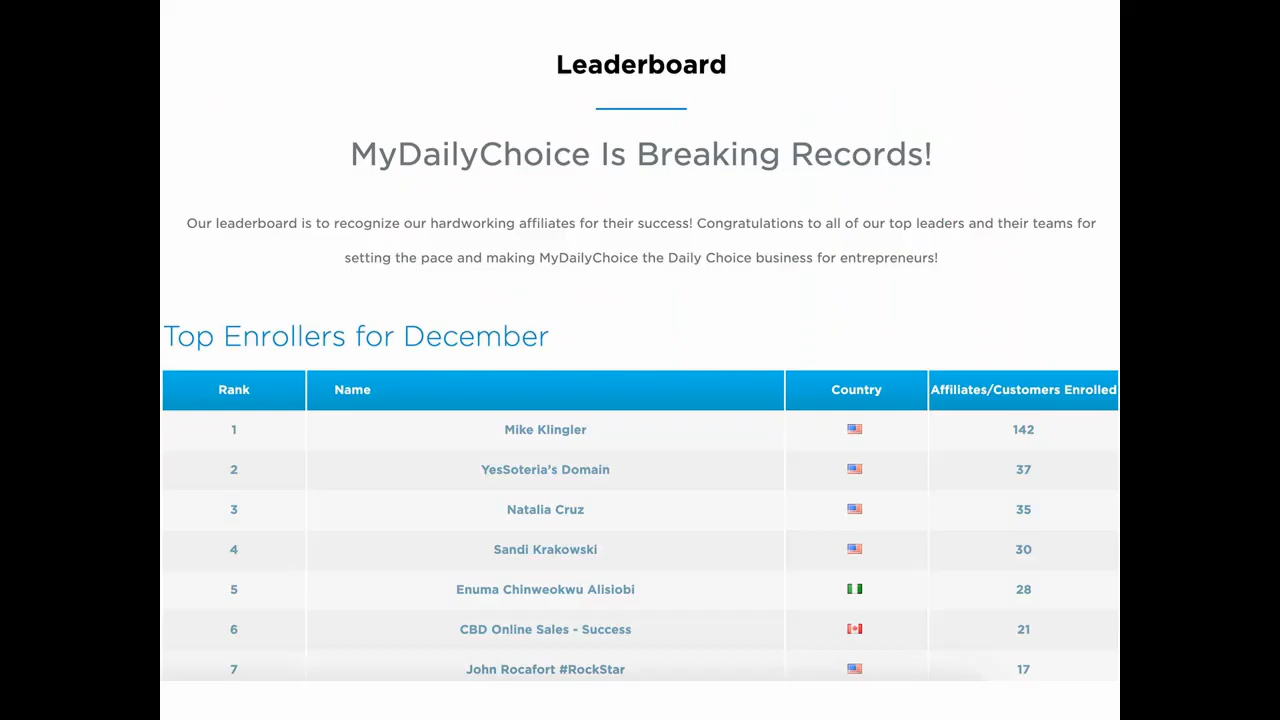 Leaderboard
MyDailyChoice Is Breaking Records!
Our leaderboard is to recognize our hardworking affiliates for their success! Congratulations to all of our top leaders and their teams for
setting the pace and making MyDailyChoice the Daily Choice business for entrepreneurs!
Top Enrollers for December
Rank Name Country Affiliates/Customers Enrolled
1 Mike Klingler 142
2 YesSoteria's Domain 37
3 Natalia Cruz 35
4 Sandi Krakowski 30
5 Enuma Chinweokwu Alisiobi 28
6 CBD Online Sales - Success 21
7 John Rocafort #RockStar 17